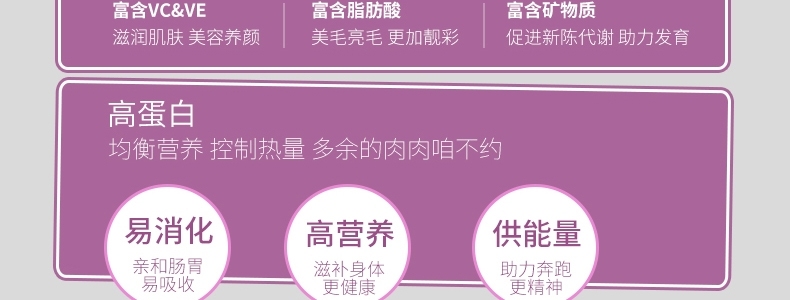 富含VC&VE 富含脂肪酸 富含矿物质
滋润肌肤 美容养颜 美毛亮毛 更加靓彩 促进新陈代谢 助力发育
高蛋白
均衡营养 控制热量 多余的肉肉咱不约
易消化 高营养 供能量
亲和肠胃 滋补身体 助力奔跑
易吸收 更健康 更精神